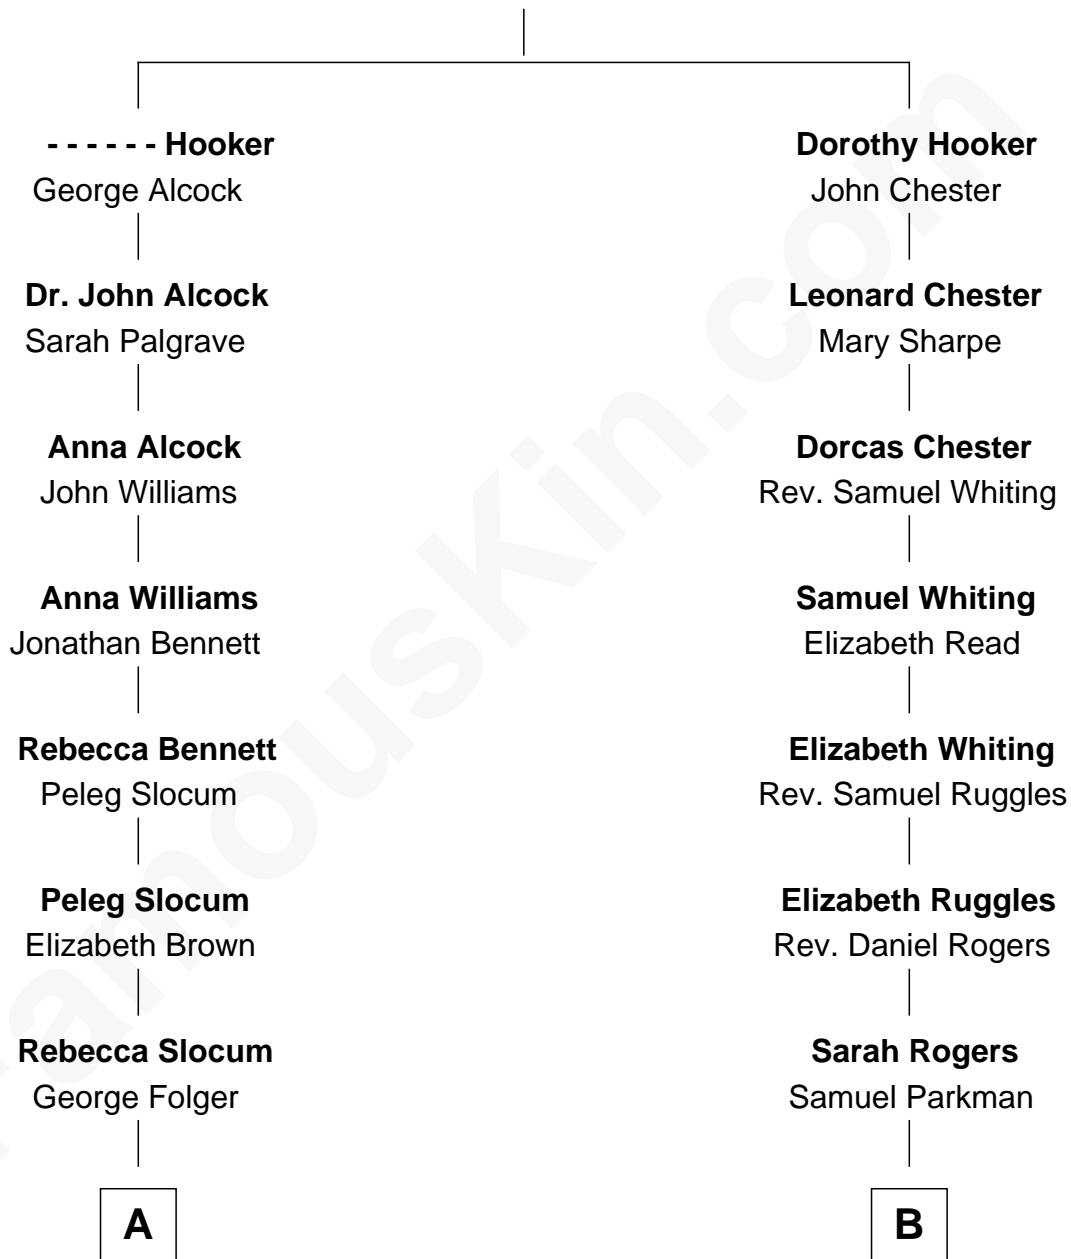 - - - - - - Hooker
George Alcock
Dr. John Alcock
Sarah Palgrave
Anna Alcock
John Williams
Anna Williams
Jonathan Bennett
Rebecca Bennett
Peleg Slocum
Peleg Slocum
Elizabeth Brown
Rebecca Slocum
George Folger
A
Dorothy Hooker
John Chester
Leonard Chester
Mary Sharpe
Dorcas Chester
Rev. Samuel Whiting
Samuel Whiting
Elizabeth Read
Elizabeth Whiting
Rev. Samuel Ruggles
Elizabeth Ruggles
Rev. Daniel Rogers
Sarah Rogers
Samuel Parkman
B
FamousKin.com